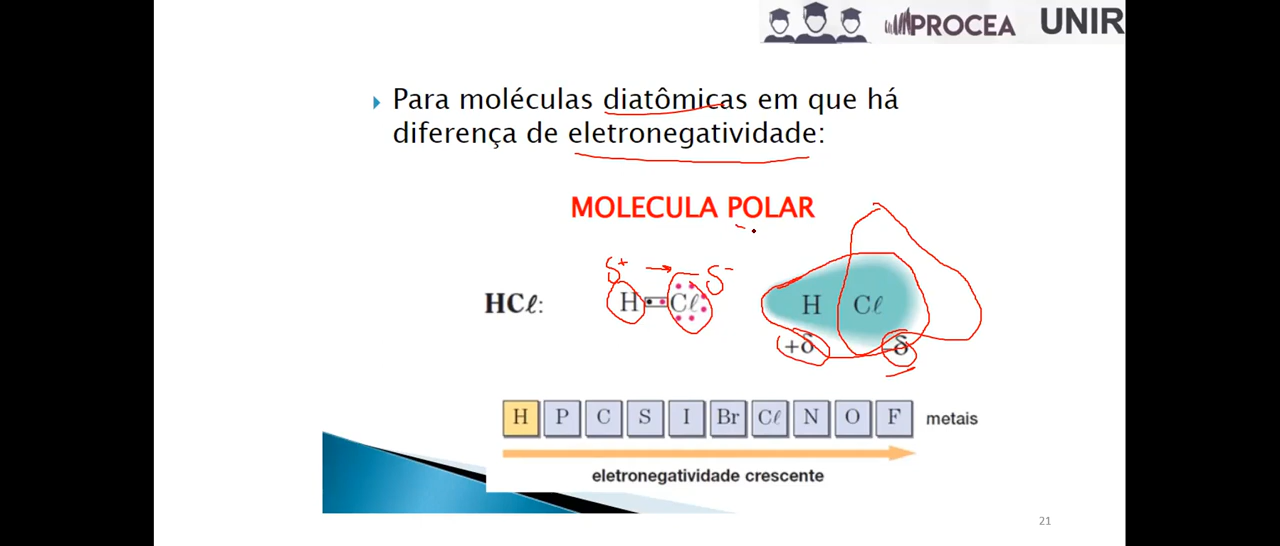 PROCEA UNIR
Para moléculas diatômicas em que há
diferença de eletronegatividade:
MOLECULA POLAR
δ+ → δ-
HCℓ: H Cℓ H Cℓ
+δ -δ
H P C S I Br Cℓ N O F metais
eletronegatividade crescente
21